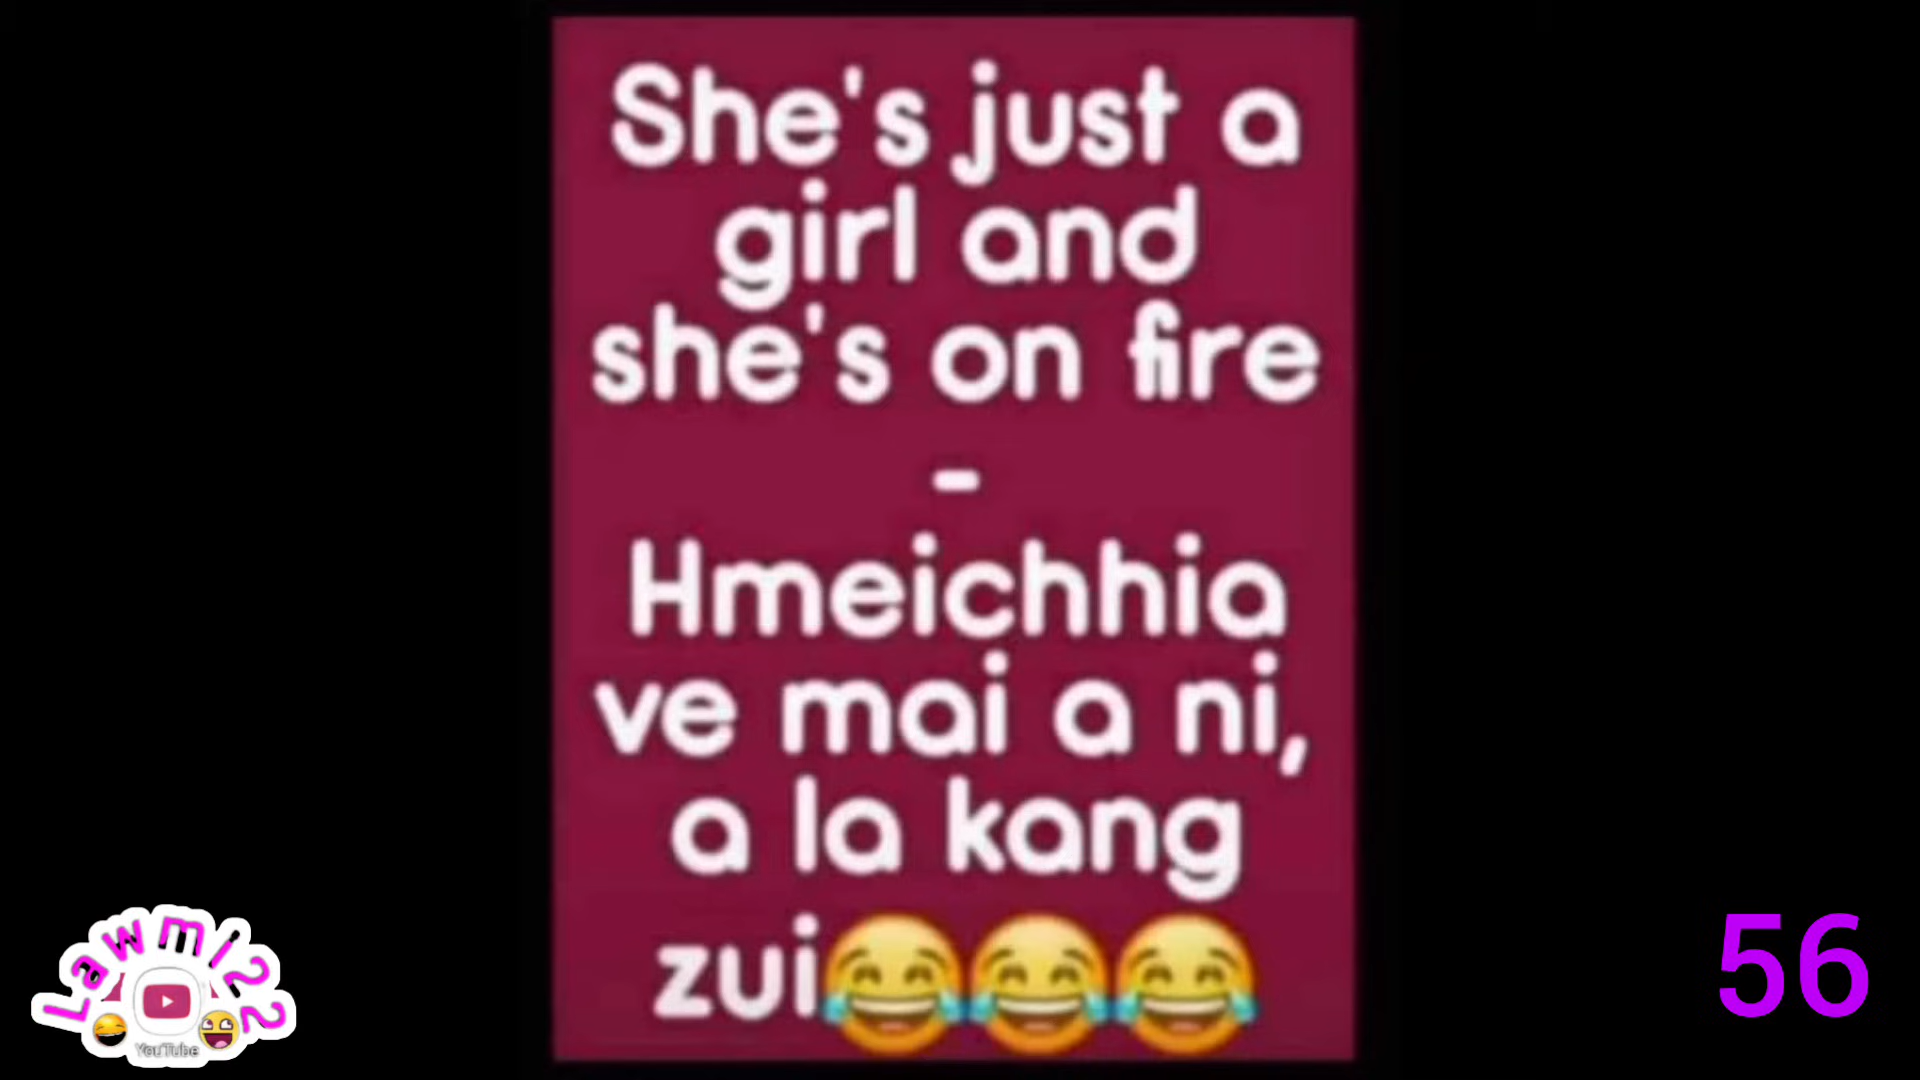 She's just a
girl and
she's on fire
-
Hmeichhia
ve mai a ni,
a la kang
zui😂😂😂
Lawmi22
YouTube
56